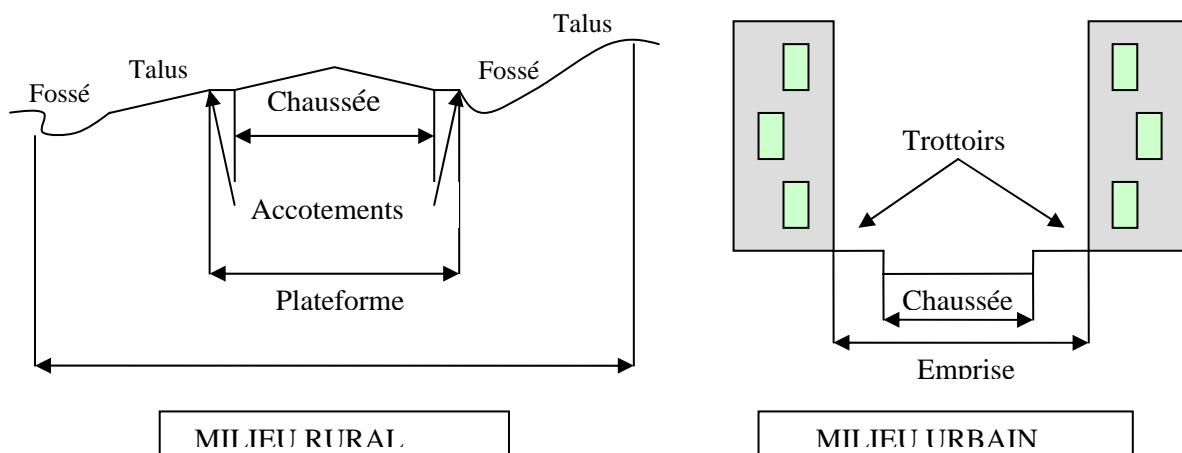 Talus
Talus
Fossé
Fossé
Chaussée
Accotements
Plateforme
MILIEU RURAL
Trottoirs
Chaussée
Emprise
MILIEU URBAIN